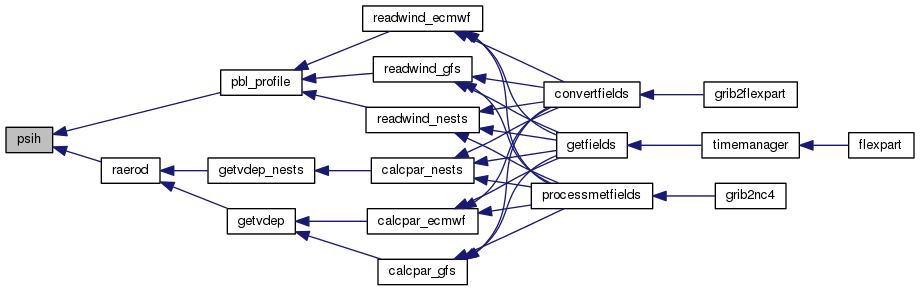 readwind_ecmwf
readwind_gfs
pbl_profile
convertfields
grib2flexpart
readwind_nests
psih
getfields
timemanager
flexpart
raerod
getvdep_nests
calcpar_nests
processmetfields
grib2nc4
getvdep
calcpar_ecmwf
calcpar_gfs